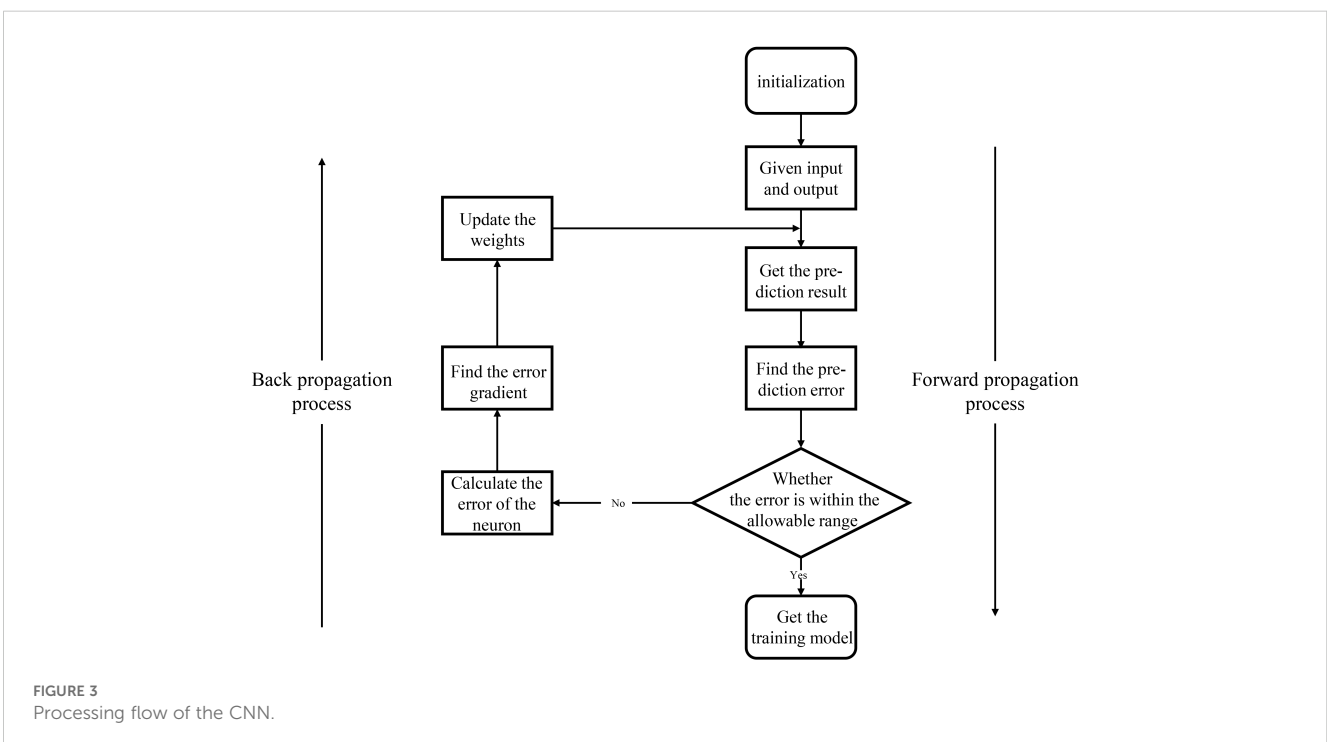 initialization
Given input
and output
Update the
weights
Get the pre-
diction result
Back propagation
process
Find the error
gradient
Find the pre-
diction error
Forward propagation
process
Calculate the
error of the
neuron
No
Whether
the error is within the
allowable range
Yes
Get the
training model
FIGURE 3
Processing flow of the CNN.